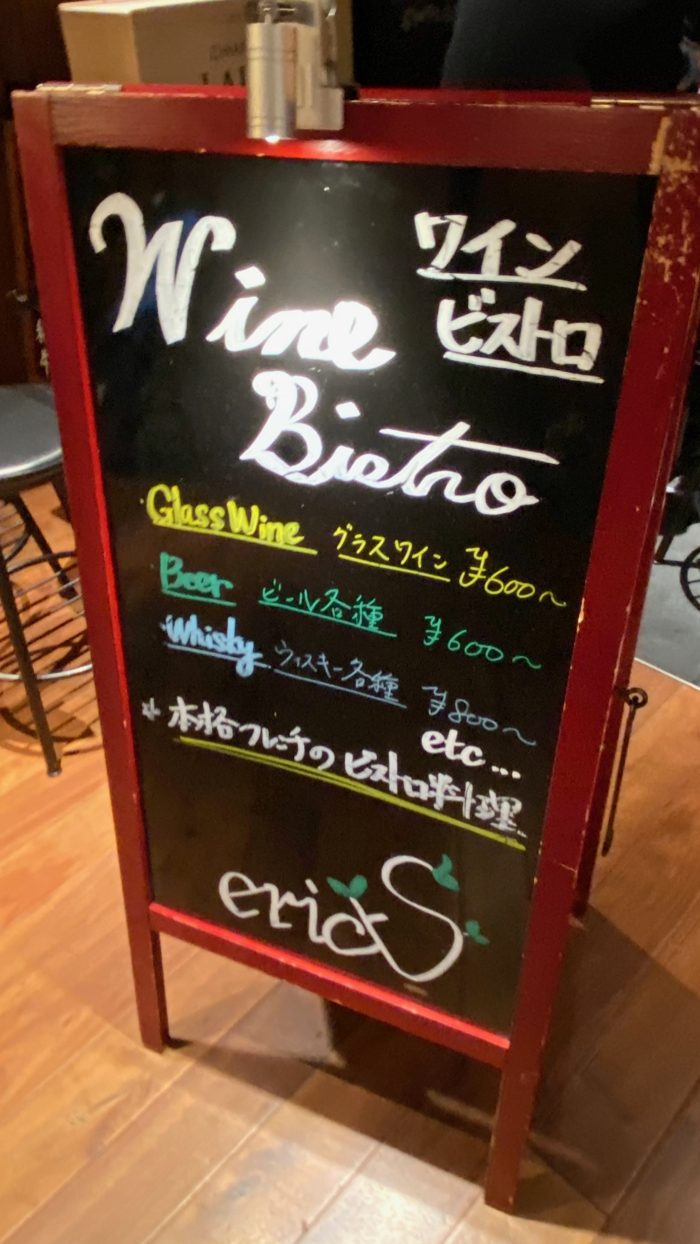 Wine
ワイン
ビストロ
Bistro
Glass Wine グラスワイン ¥600~
Beer ビール各種 ¥600~
Whisky ウィスキー各種 ¥800~
etc...
* 本格フレンチのビストロ料理..
ericS